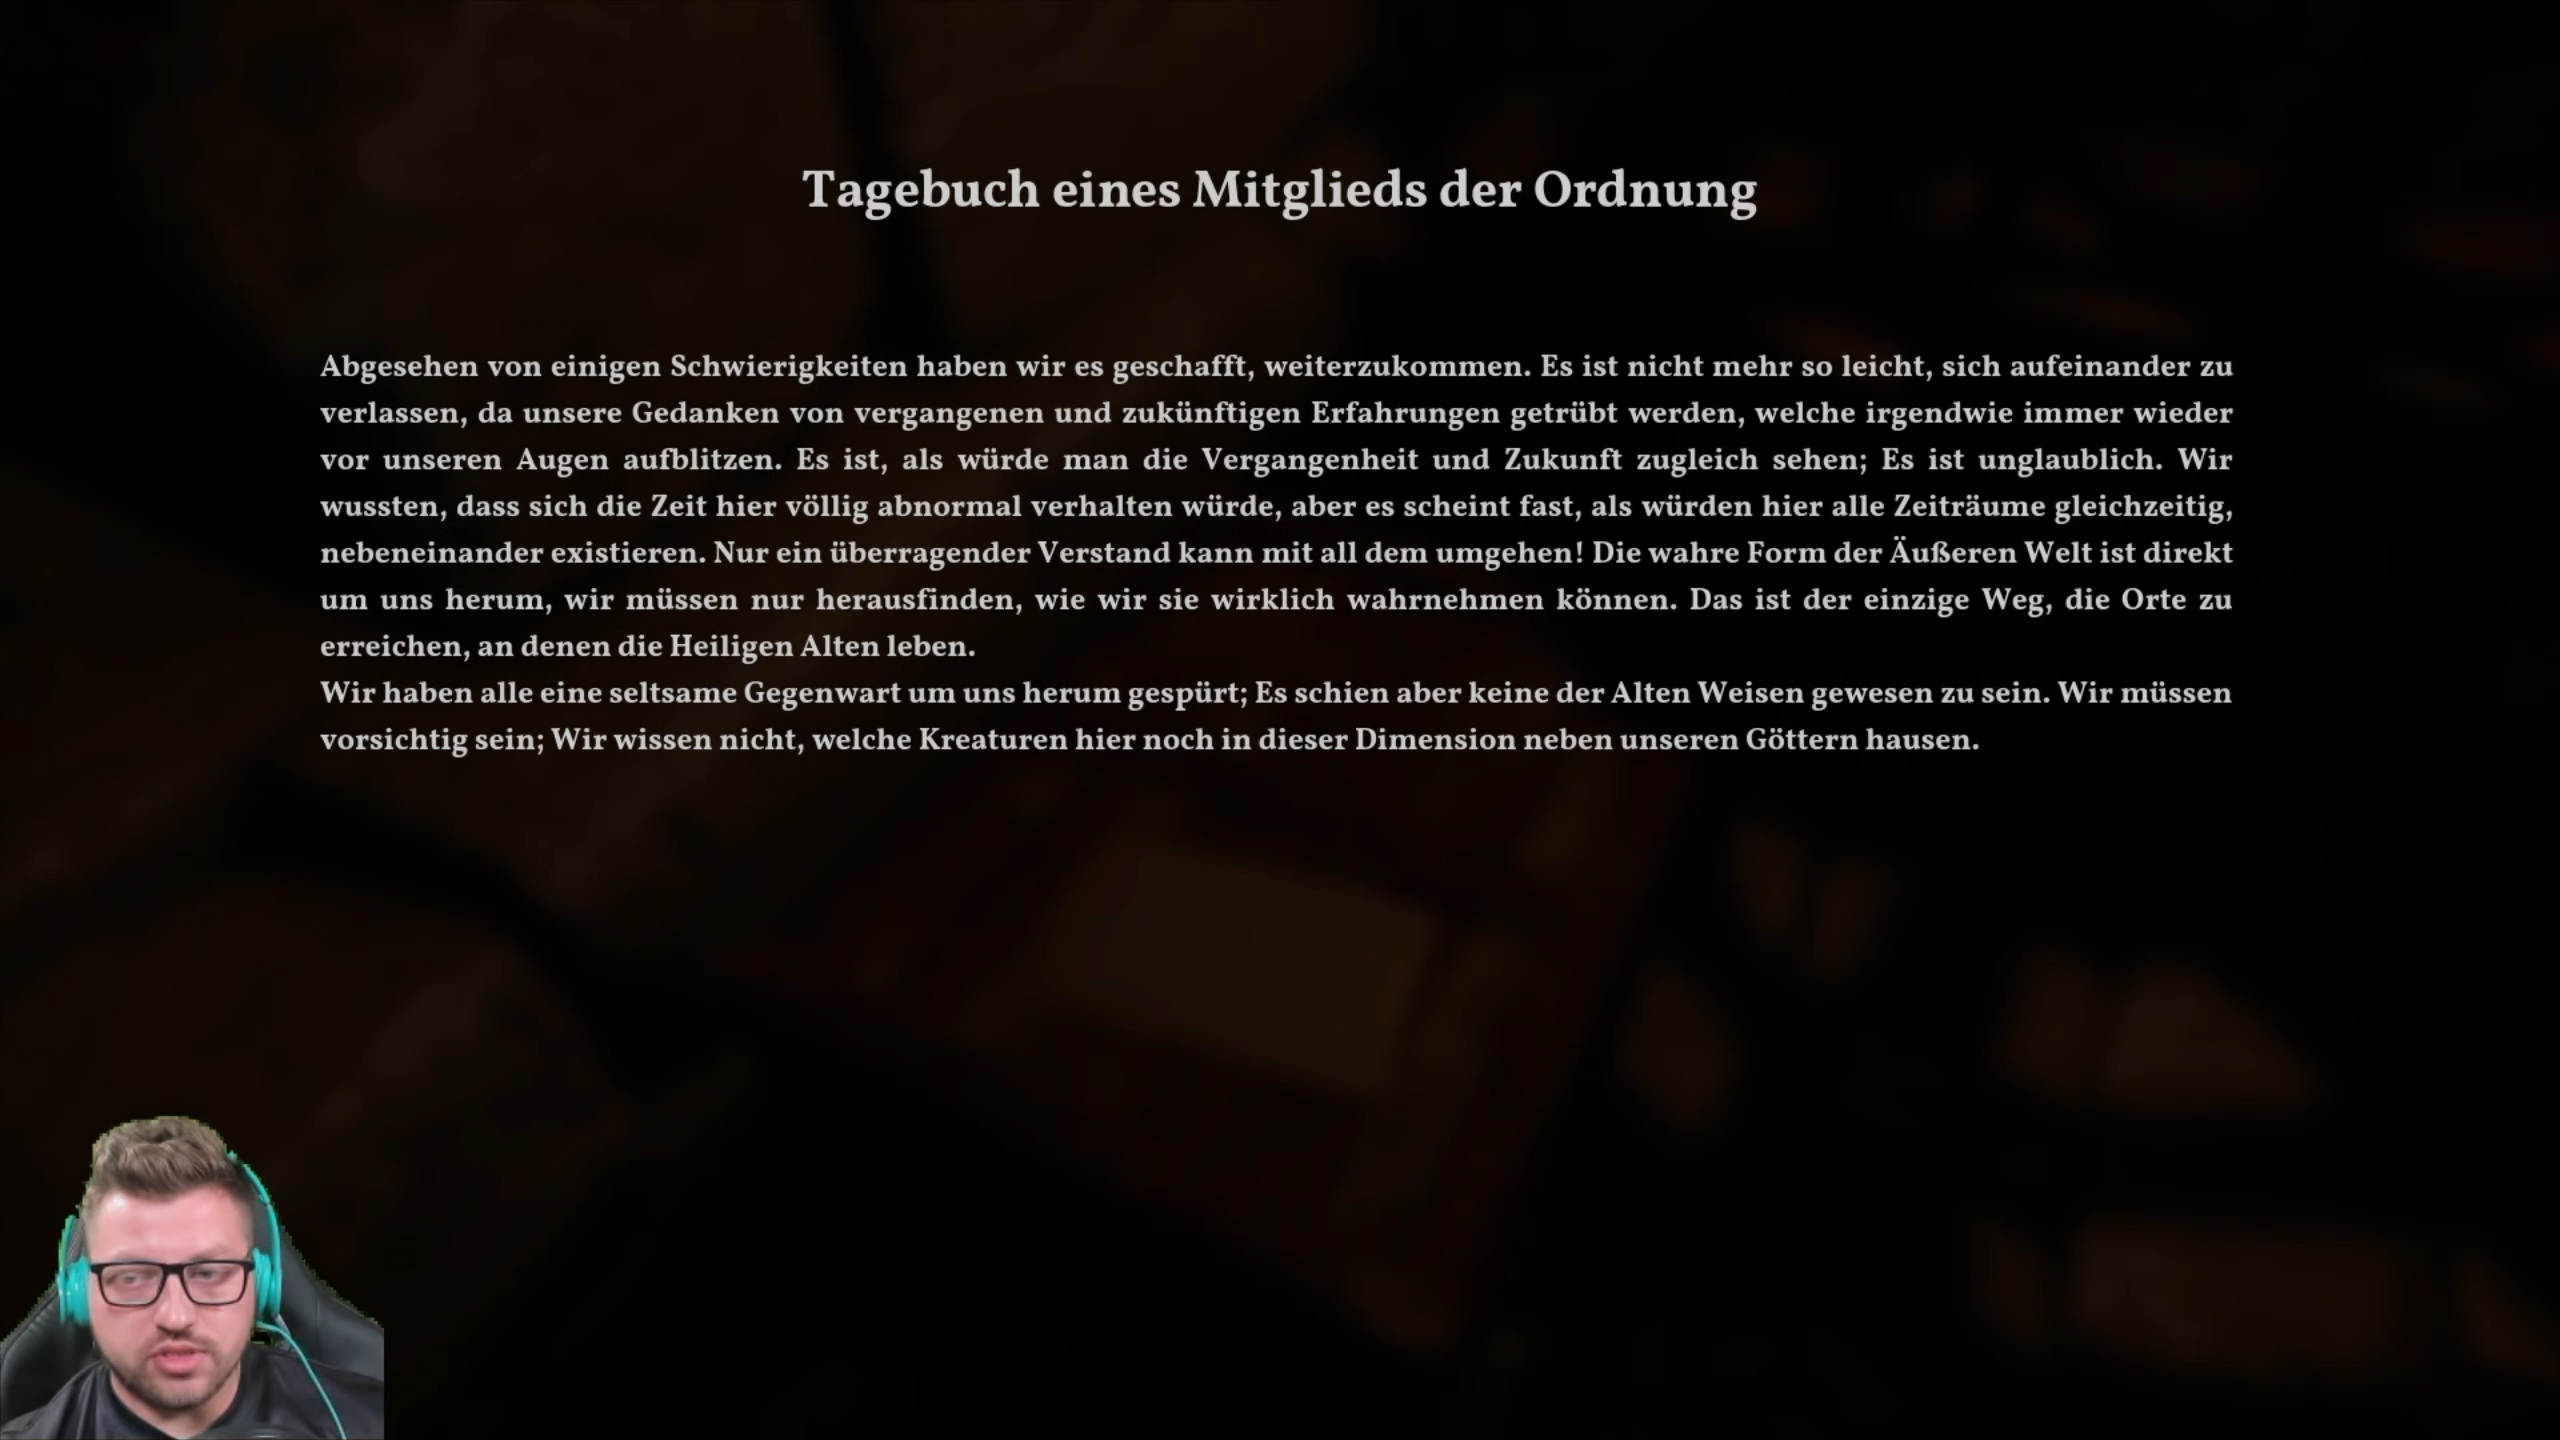 Tagebuch eines Mitglieds der Ordnung
Abgesehen von einigen Schwierigkeiten haben wir es geschafft, weiterzukommen. Es ist nicht mehr so leicht, sich aufeinander zu
verlassen, da unsere Gedanken von vergangenen und zukünftigen Erfahrungen getrübt werden, welche irgendwie immer wieder
vor unseren Augen aufblitzen. Es ist, als würde man die Vergangenheit und Zukunft zugleich sehen; Es ist unglaublich. Wir
wussten, dass sich die Zeit hier völlig abnormal verhalten würde, aber es scheint fast, als würden hier alle Zeiträume gleichzeitig,
nebeneinander existieren. Nur ein überragender Verstand kann mit all dem umgehen! Die wahre Form der Äußeren Welt ist direkt
um uns herum, wir müssen nur herausfinden, wie wir sie wirklich wahrnehmen können. Das ist der einzige Weg, die Orte zu
erreichen, an denen die Heiligen Alten leben.
Wir haben alle eine seltsame Gegenwart um uns herum gespürt; Es schien aber keine der Alten Weisen gewesen zu sein. Wir müssen
vorsichtig sein; Wir wissen nicht, welche Kreaturen hier noch in dieser Dimension neben unseren Göttern hausen.